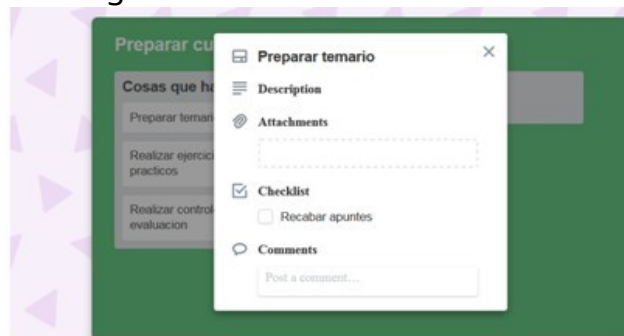 Preparar cu
Cosas que ha
Preparar temari
Realizar ejercici
practicos
Realizar control
evaluacion
Preparar temario
Description
Attachments
Checklist
Recabar apuntes
Comments
Post a comment...